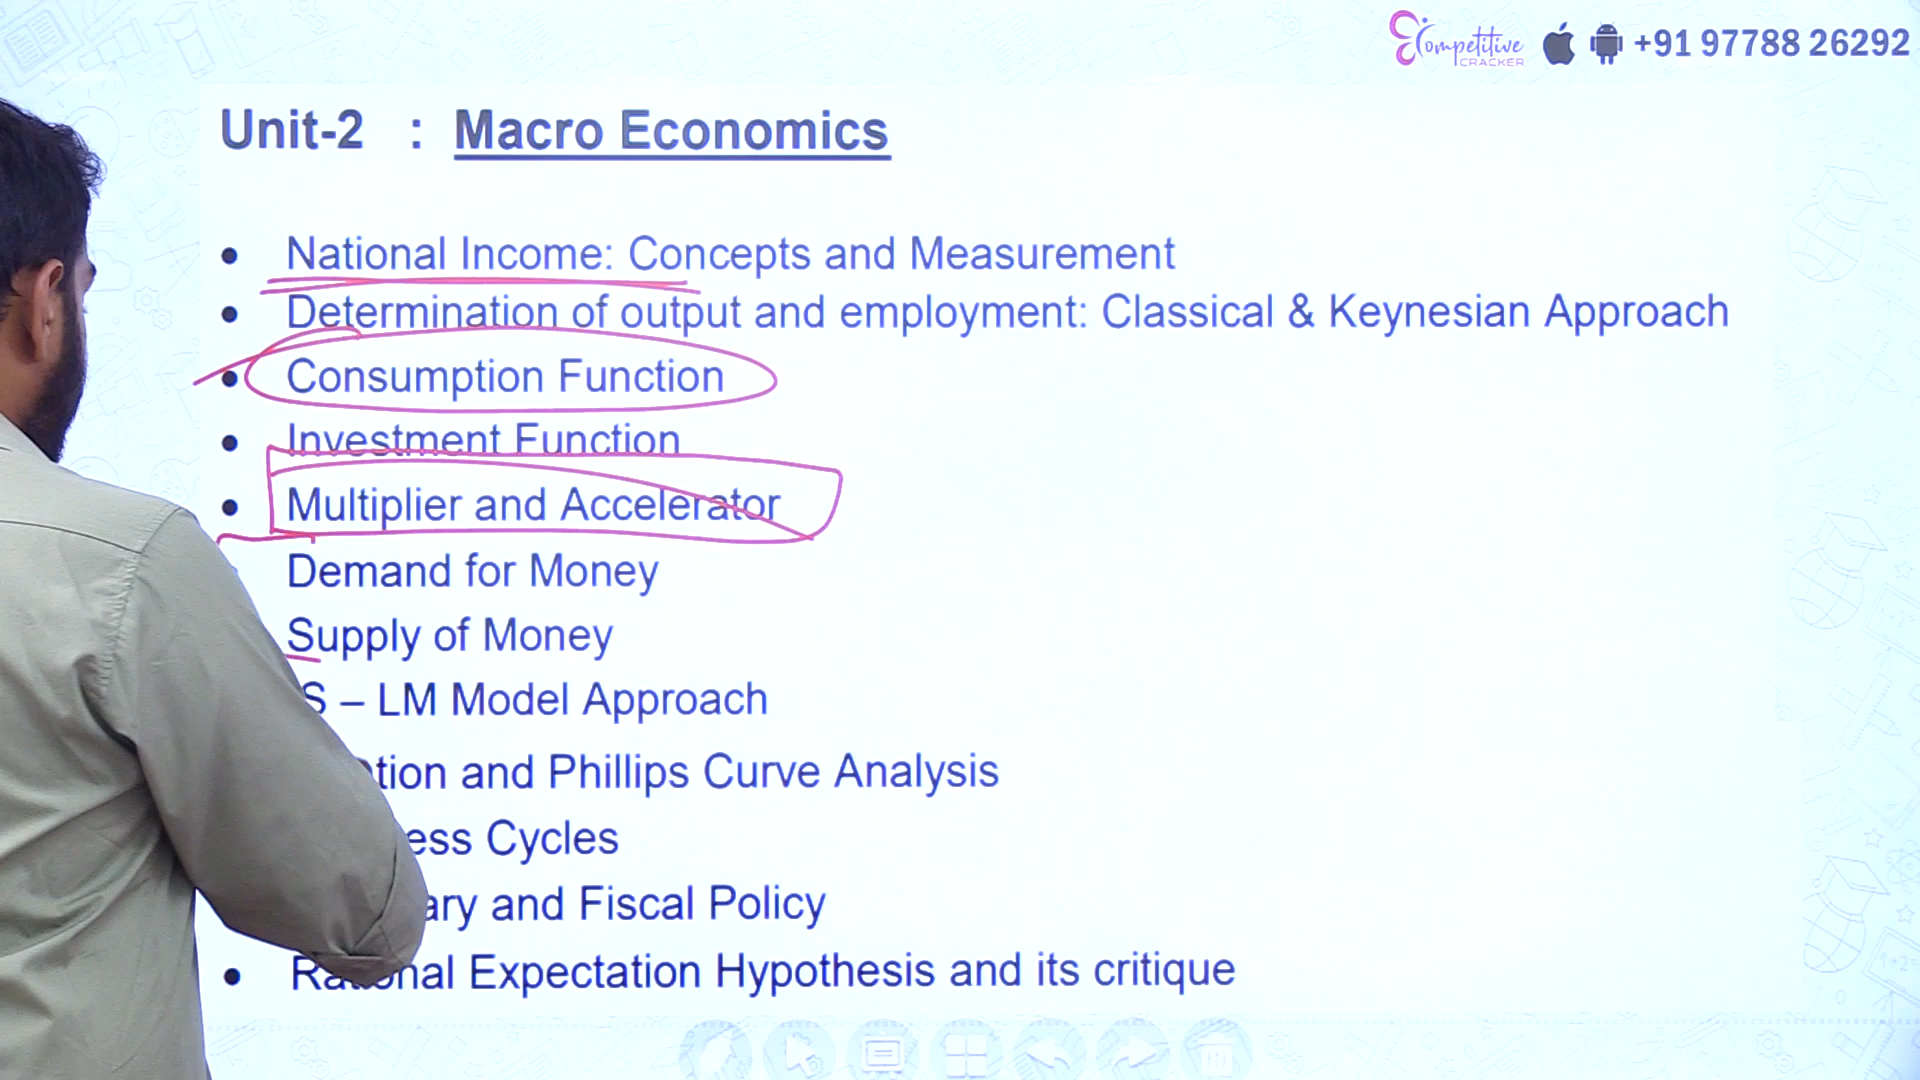 Competitive CRACKER +91 97788 26292
Unit-2 : Macro Economics
• National Income: Concepts and Measurement
• Determination of output and employment: Classical & Keynesian Approach
• Consumption Function
• Investment Function
• Multiplier and Accelerator
Demand for Money
Supply of Money
S – LM Model Approach
tion and Phillips Curve Analysis
ess Cycles
ary and Fiscal Policy
• Rational Expectation Hypothesis and its critique